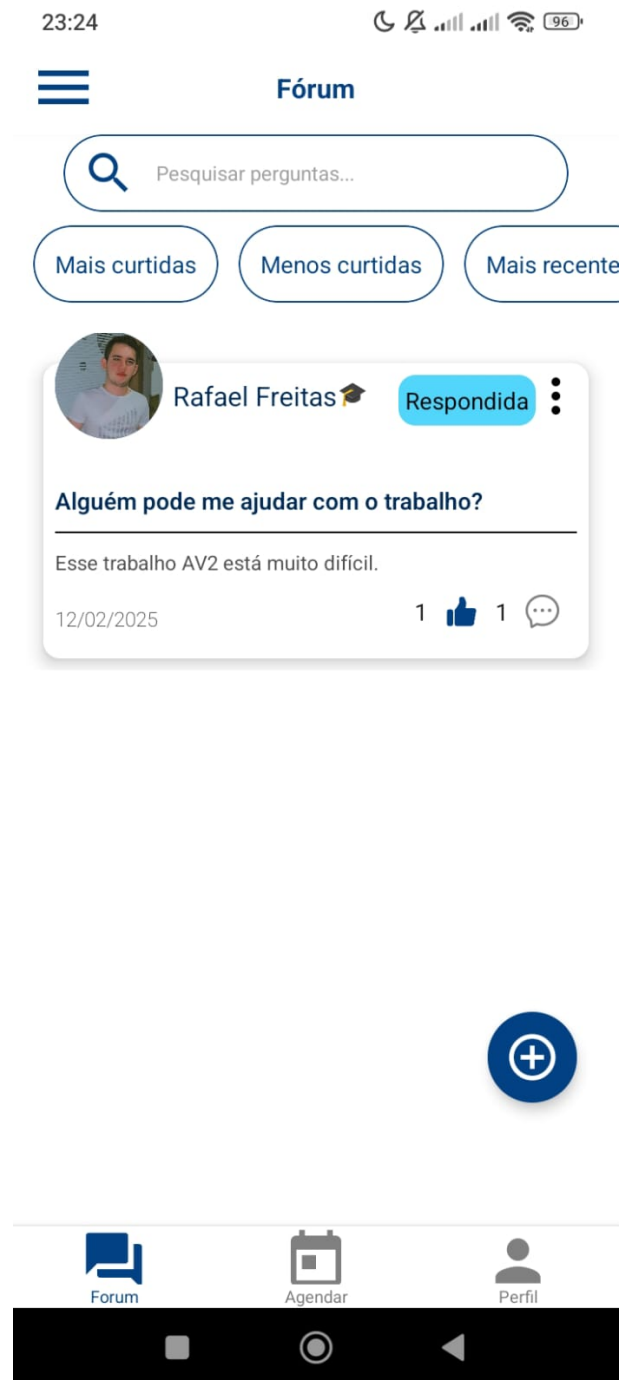 23:24
96
Fórum
Pesquisar perguntas...
Mais curtidas
Menos curtidas
Mais recente
Rafael Freitas
Respondida
Alguém pode me ajudar com o trabalho?
Esse trabalho AV2 está muito difícil.
12/02/2025
1
1
Forum
Agendar
Perfil